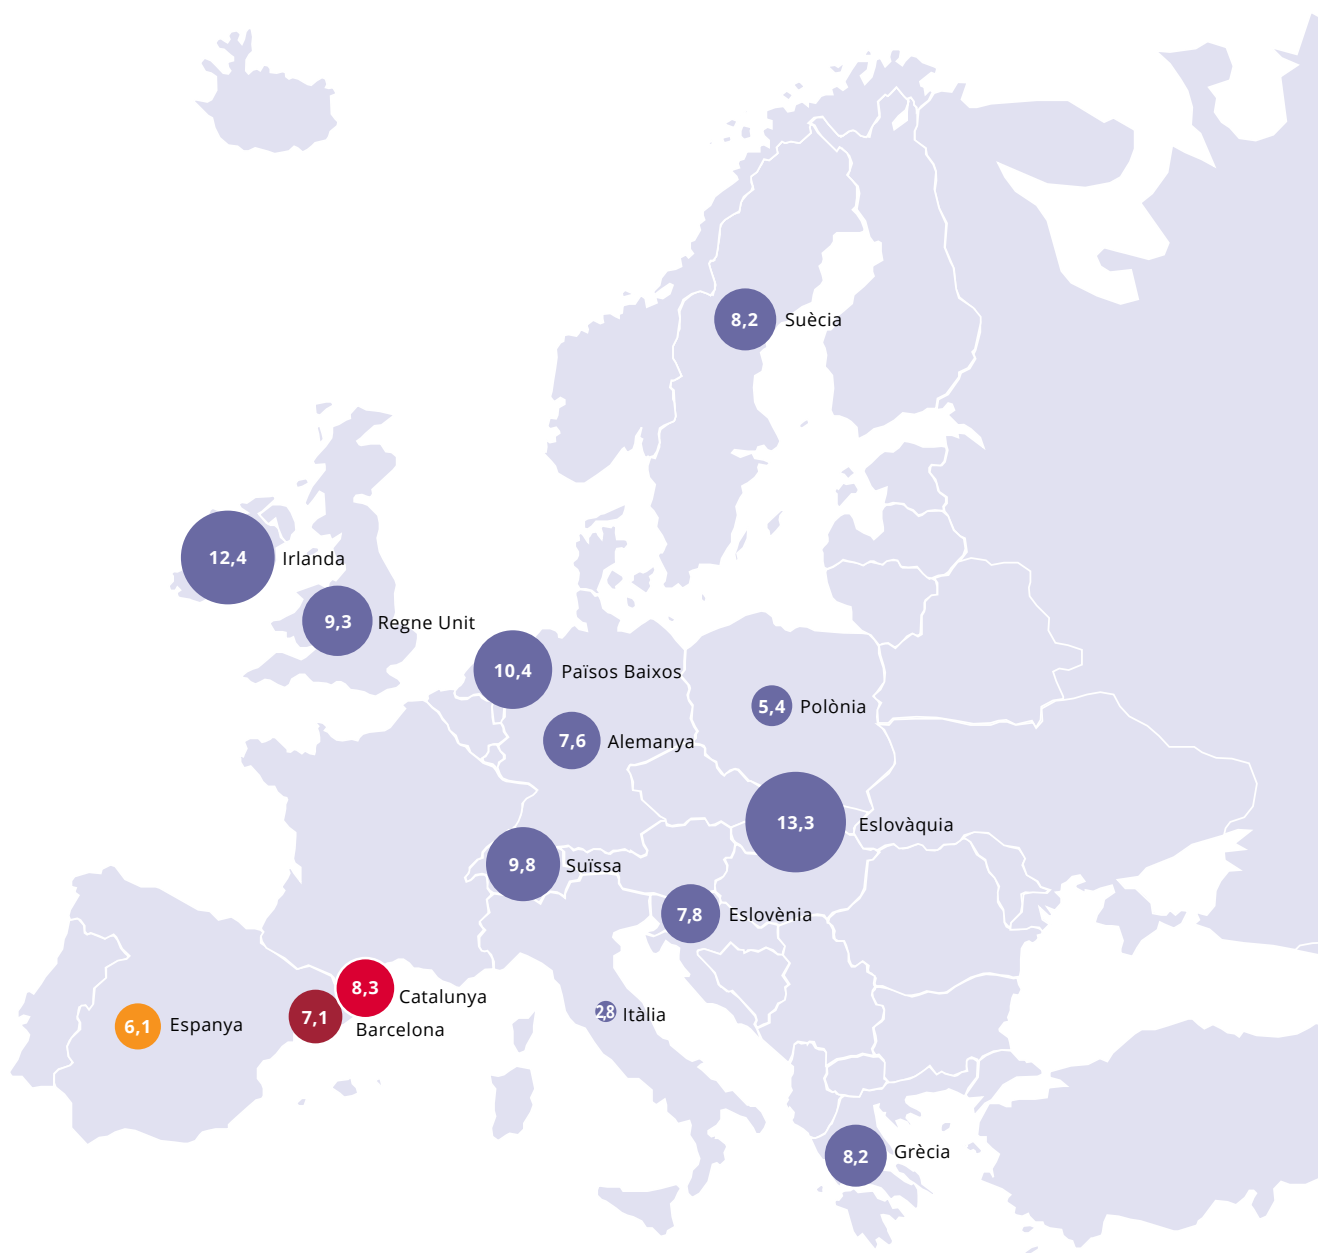 8,2 Suècia
12,4 Irlanda
9,3 Regne Unit
10,4 Països Baixos
5,4 Polònia
7,6 Alemanya
13,3 Eslovàquia
9,8 Suïssa
7,8 Eslovènia
8,3 Catalunya
7,1 Barcelona
2,8 Itàlia
6,1 Espanya
8,2 Grècia